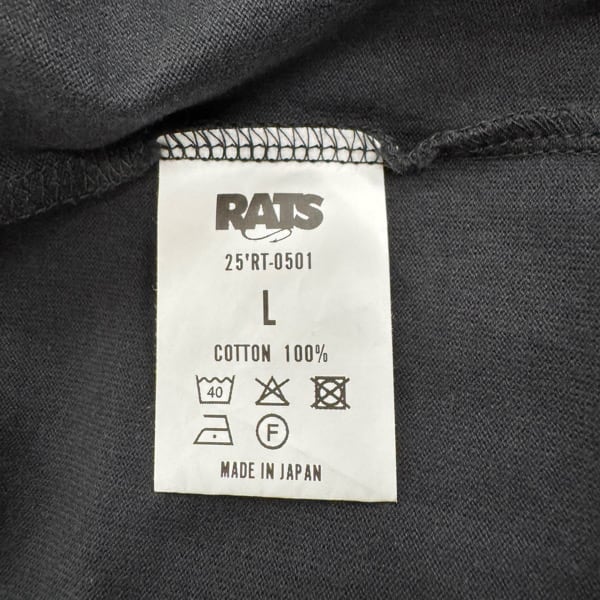 RATS
25'RT-0501
L
COTTON 100%
40
F
MADE IN JAPAN